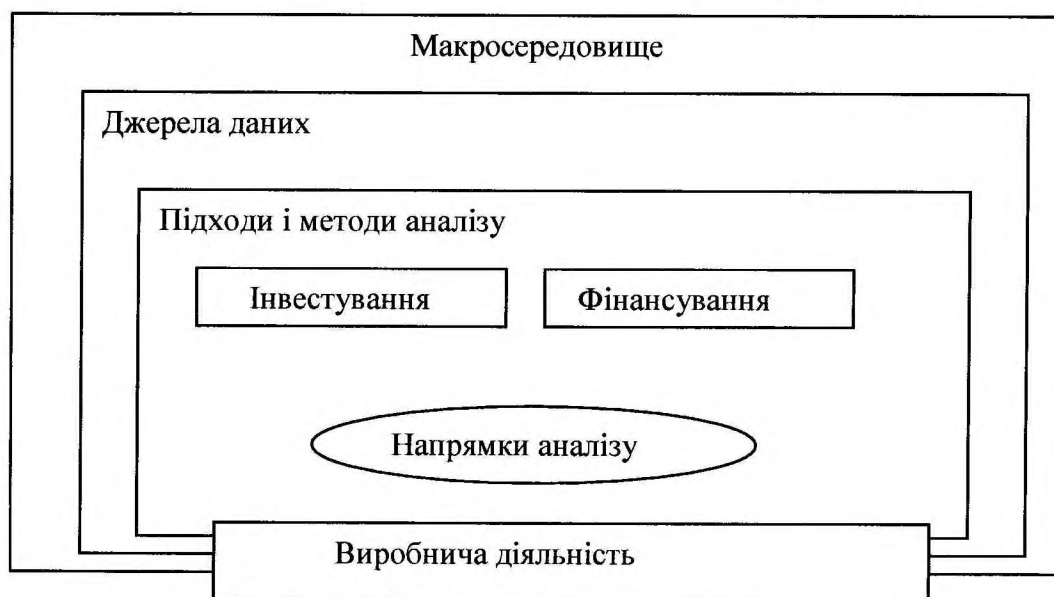 Макросередовище
Джерела даних
Підходи і методи аналізу
Інвестування
Фінансування
Напрямки аналізу
Виробнича діяльність